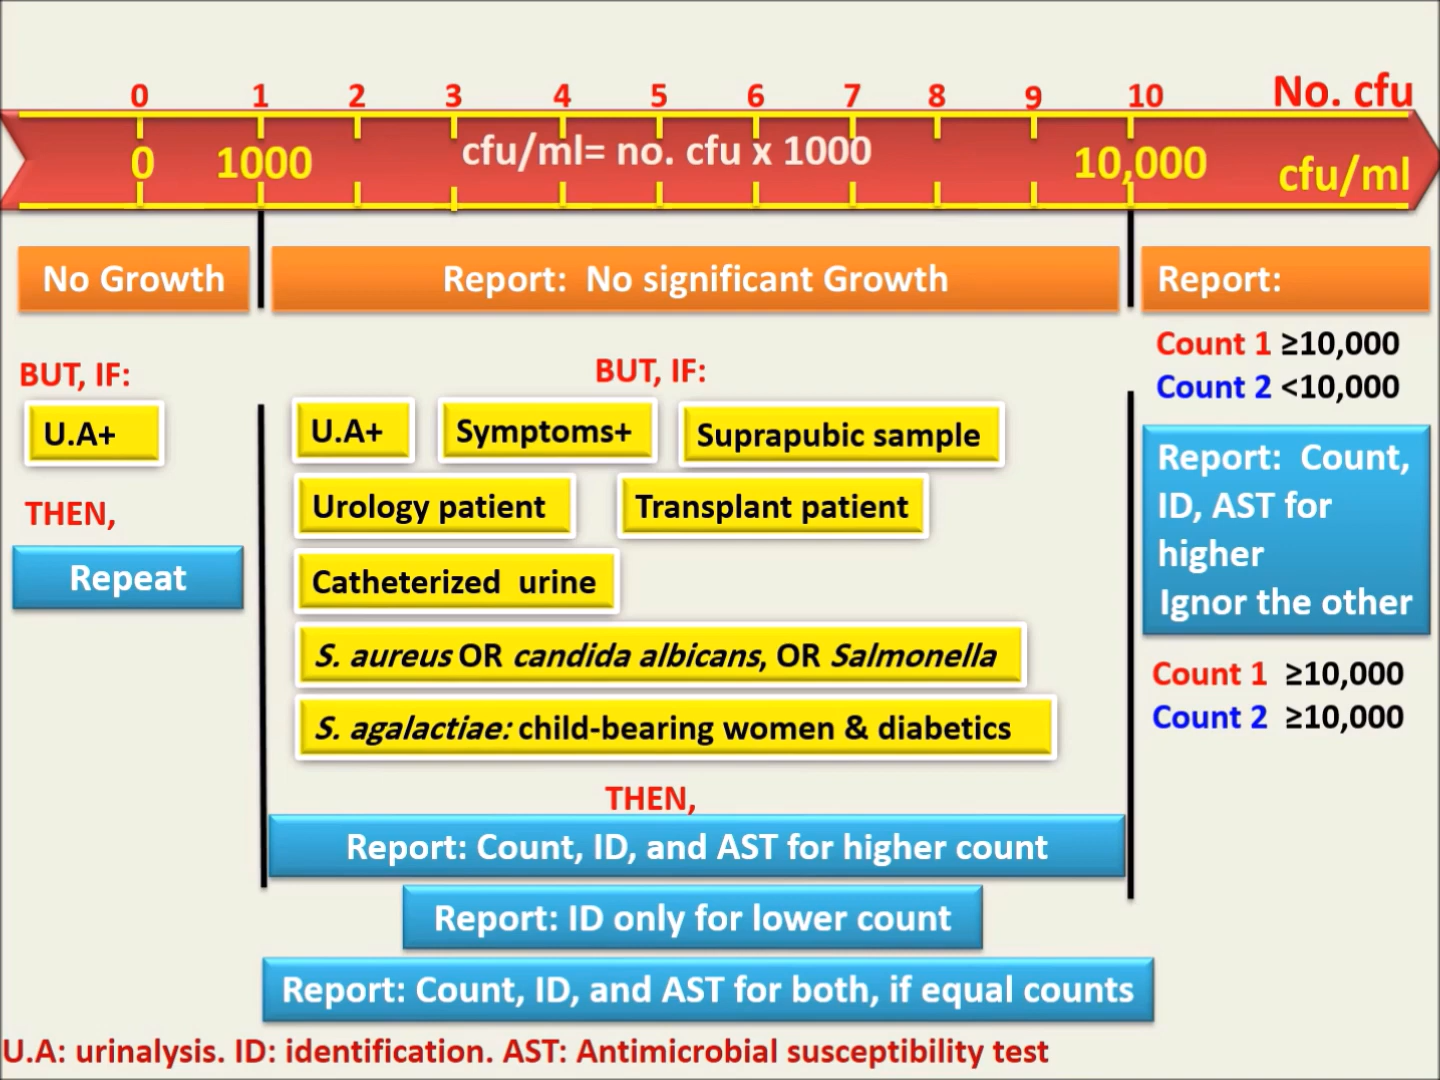 0 1 2 3 4 5 6 7 8 9 10 No. cfu
0 1000 cfu/ml= no. cfu x 1000 10,000 cfu/ml
No Growth
Report: No significant Growth
Report:
BUT, IF:
U.A+
THEN,
Repeat
BUT, IF:
U.A+ Symptoms+ Suprapubic sample
Urology patient Transplant patient
Catheterized urine
S. aureus OR candida albicans, OR Salmonella
S. agalactiae: child-bearing women & diabetics
THEN,
Report: Count, ID, and AST for higher count
Report: ID only for lower count
Report: Count, ID, and AST for both, if equal counts
Count 1 ≥10,000
Count 2 <10,000
Report: Count,
ID, AST for
higher
Ignor the other
Count 1 ≥10,000
Count 2 ≥10,000
U.A: urinalysis. ID: identification. AST: Antimicrobial susceptibility test